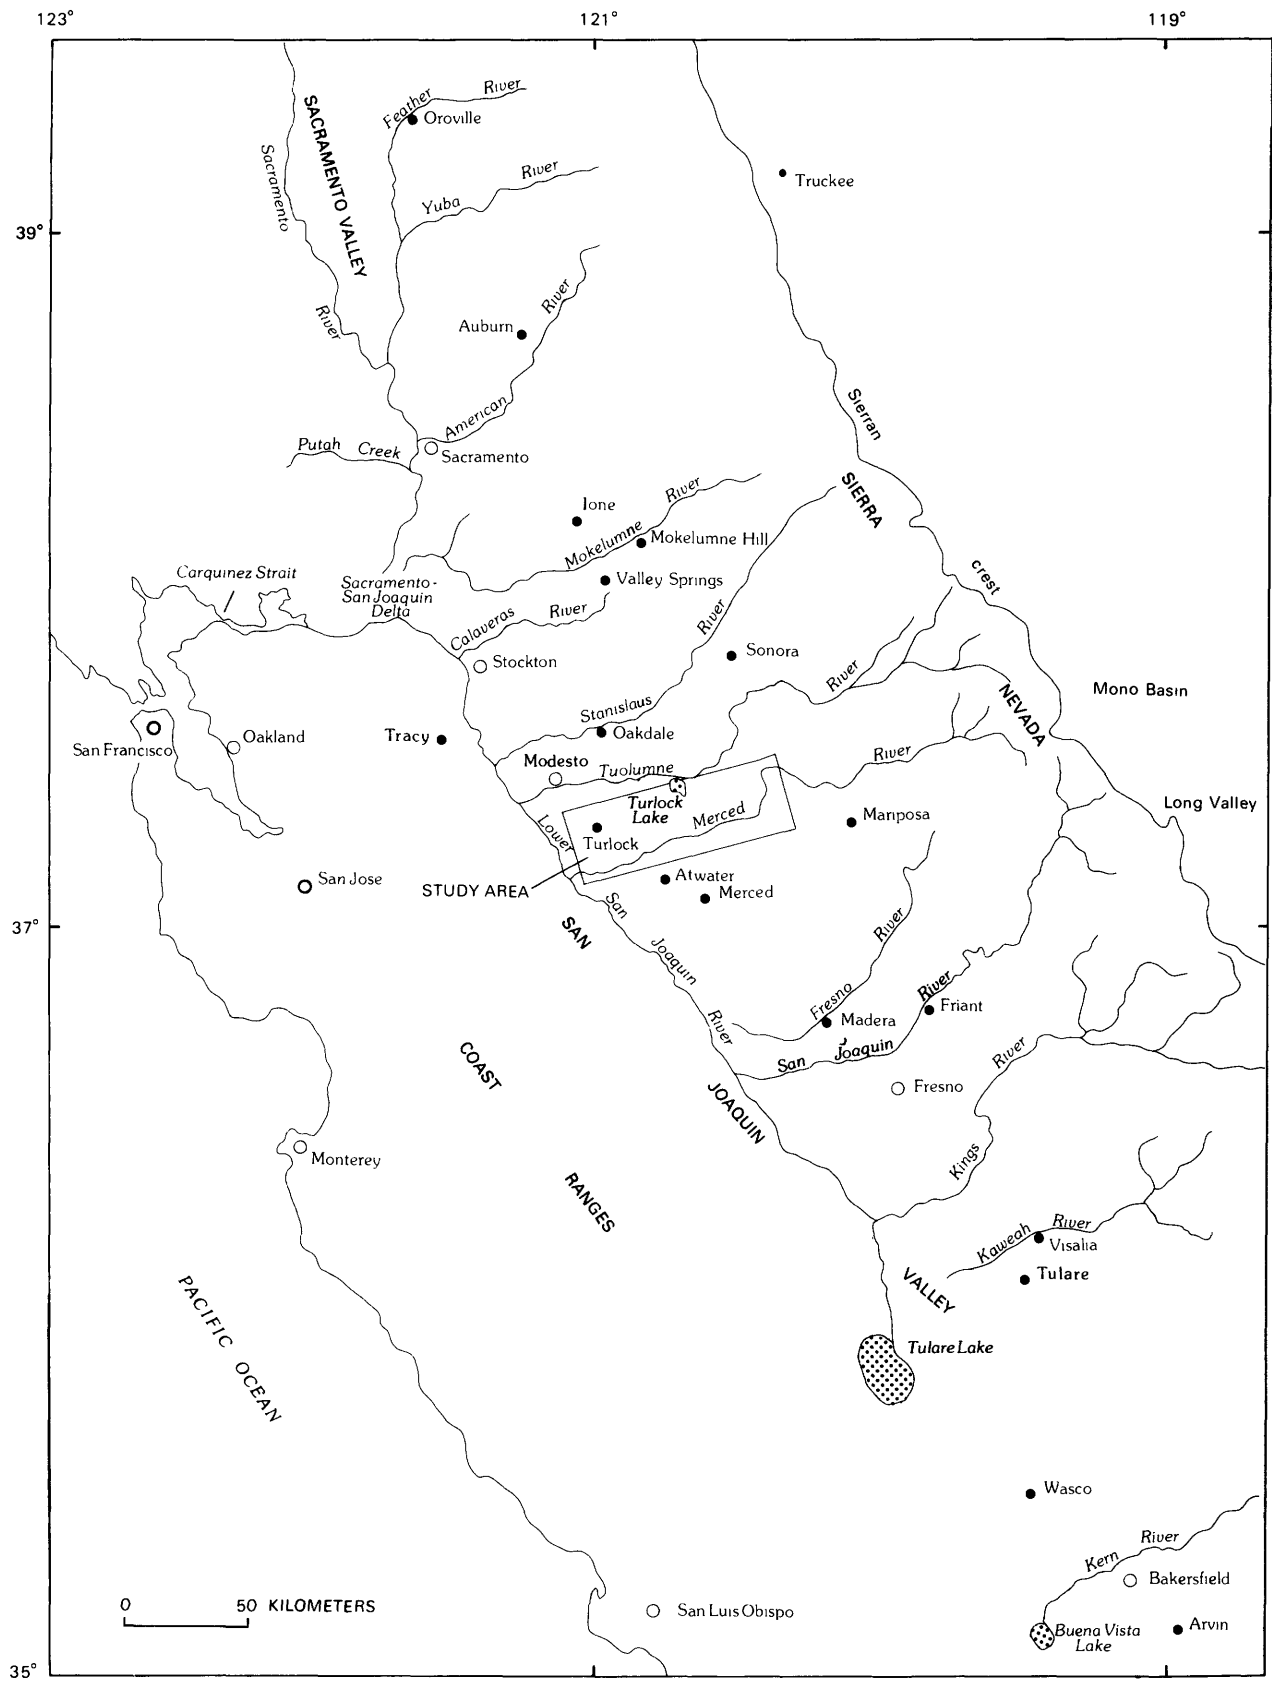 123° 121° 119°
Feather River
Oroville
SACRAMENTO VALLEY
Sacramento River
Truckee
Yuba River
39°
Auburn
American River
Sierran crest
Putah Creek
Sacramento
SIERRA NEVADA
Ione
Mokelumne River
Mokelumne Hill
Carquinez Strait
Sacramento-
San Joaquin
Delta
Valley Springs
Calaveras River
Stockton
Stanislaus River
Sonora
River
Mono Basin
San Francisco
Oakland
Tracy
Oakdale
Modesto
Tuolumne
Turlock
Lake
Merced River
Long Valley
Mariposa
Lower
Turlock
STUDY AREA
San Jose
Atwater
Merced
37°
SAN JOAQUIN VALLEY
San Joaquin River
Fresno River
Madera
Friant
San Joaquin River
Fresno
COAST RANGES
Kings River
Monterey
Kaweah River
Visalia
Tulare
PACIFIC OCEAN
Tulare Lake
Wasco
Kern River
Bakersfield
0 50 KILOMETERS
San Luis Obispo
Buena Vista
Lake
Arvin
35°